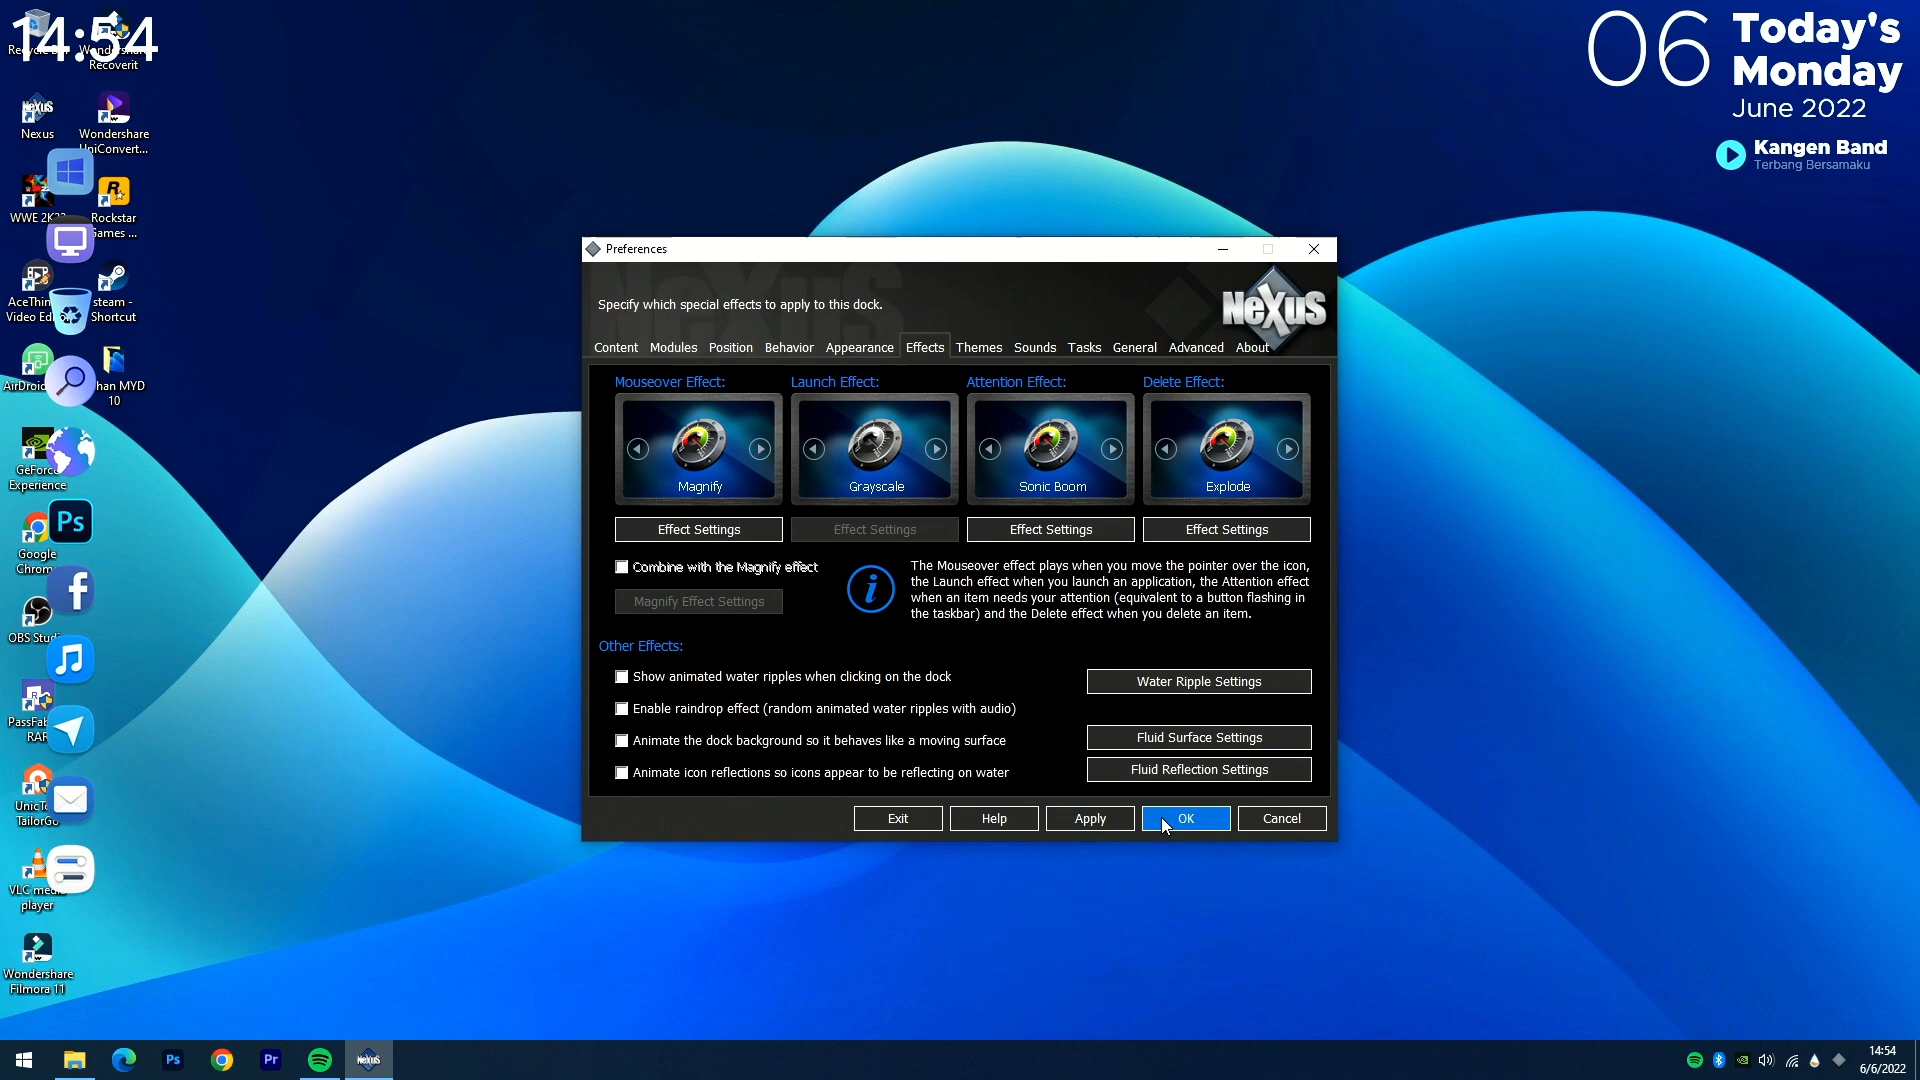 14:54
Wondershare
Recoverit
06
Today's
Monday
June 2022
Kangen Band
Terbang Bersamaku
NeXuS
Nexus
Wondershare
UniConvert...
WWE 2K22
Rockstar
Games ...
steam -
Shortcut
Video
AirDroid
han MYD
10
GeForce
Experience
Google
Chrom
Ps
OBS Studi
PassFab
RAR
UnicTo
TailorGo
VLC media
player
Wondershare
Filmora 11
Preferences
Specify which special effects to apply to this dock.
NeXuS
Content Modules Position Behavior Appearance Effects Themes Sounds Tasks General Advanced About
Mouseover Effect: Launch Effect: Attention Effect: Delete Effect:
Magnify Grayscale Sonic Boom Explode
Effect Settings Effect Settings Effect Settings Effect Settings
Combine with the Magnify effect
Magnify Effect Settings
The Mouseover effect plays when you move the pointer over the icon,
the Launch effect when you launch an application, the Attention effect
when an item needs your attention (equivalent to a button flashing in
the taskbar) and the Delete effect when you delete an item.
Other Effects:
Show animated water ripples when clicking on the dock
Water Ripple Settings
Enable raindrop effect (random animated water ripples with audio)
Animate the dock background so it behaves like a moving surface
Fluid Surface Settings
Animate icon reflections so icons appear to be reflecting on water
Fluid Reflection Settings
Exit Help Apply OK Cancel
Ps Pr NeXuS
14:54
6/6/2022